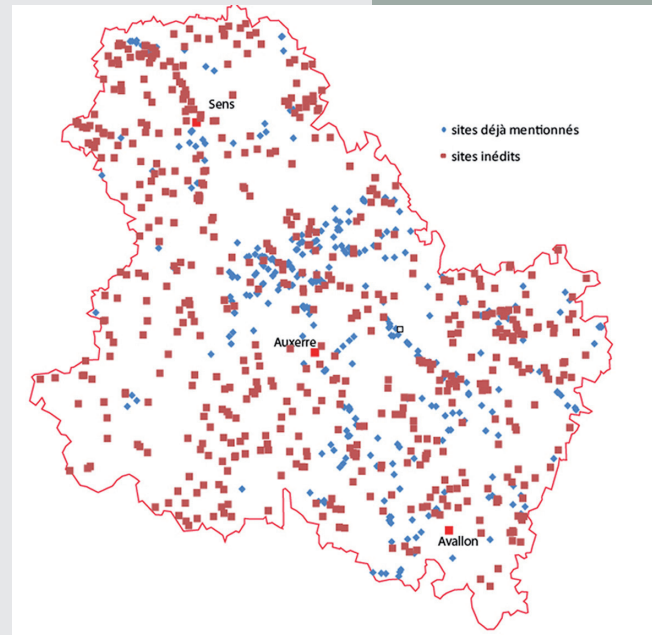 Sens
sites déjà mentionnés
sites inédits
Auxerre
Avallon